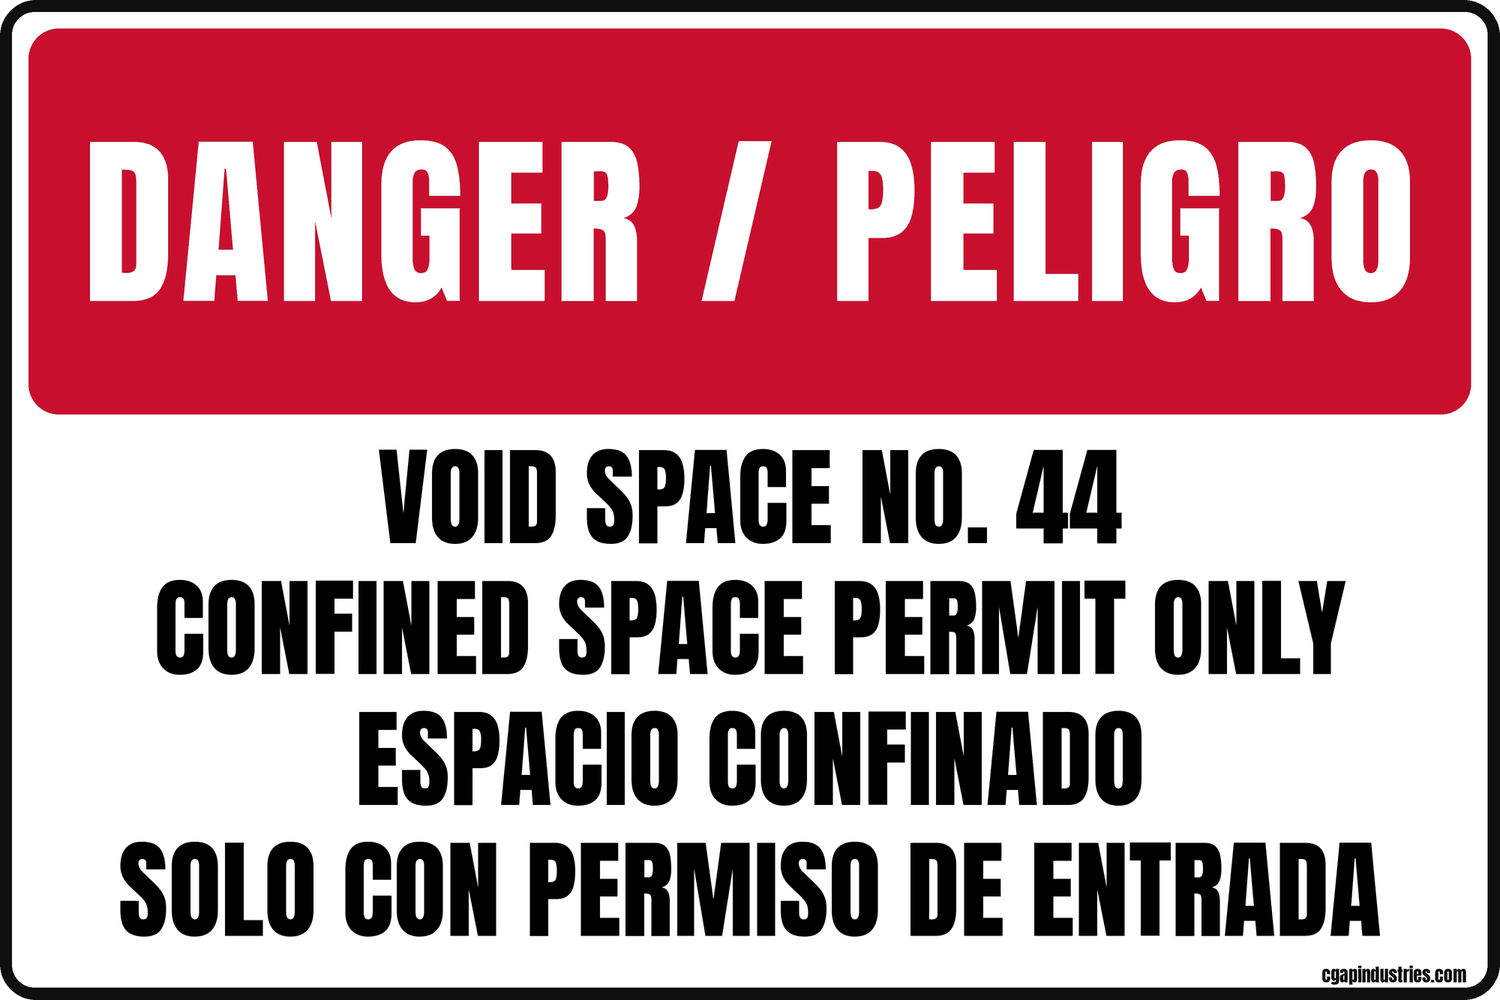 DANGER / PELIGRO
VOID SPACE NO. 44
CONFINED SPACE PERMIT ONLY
ESPACIO CONFINADO
SOLO CON PERMISO DE ENTRADA
cgapindustries.com